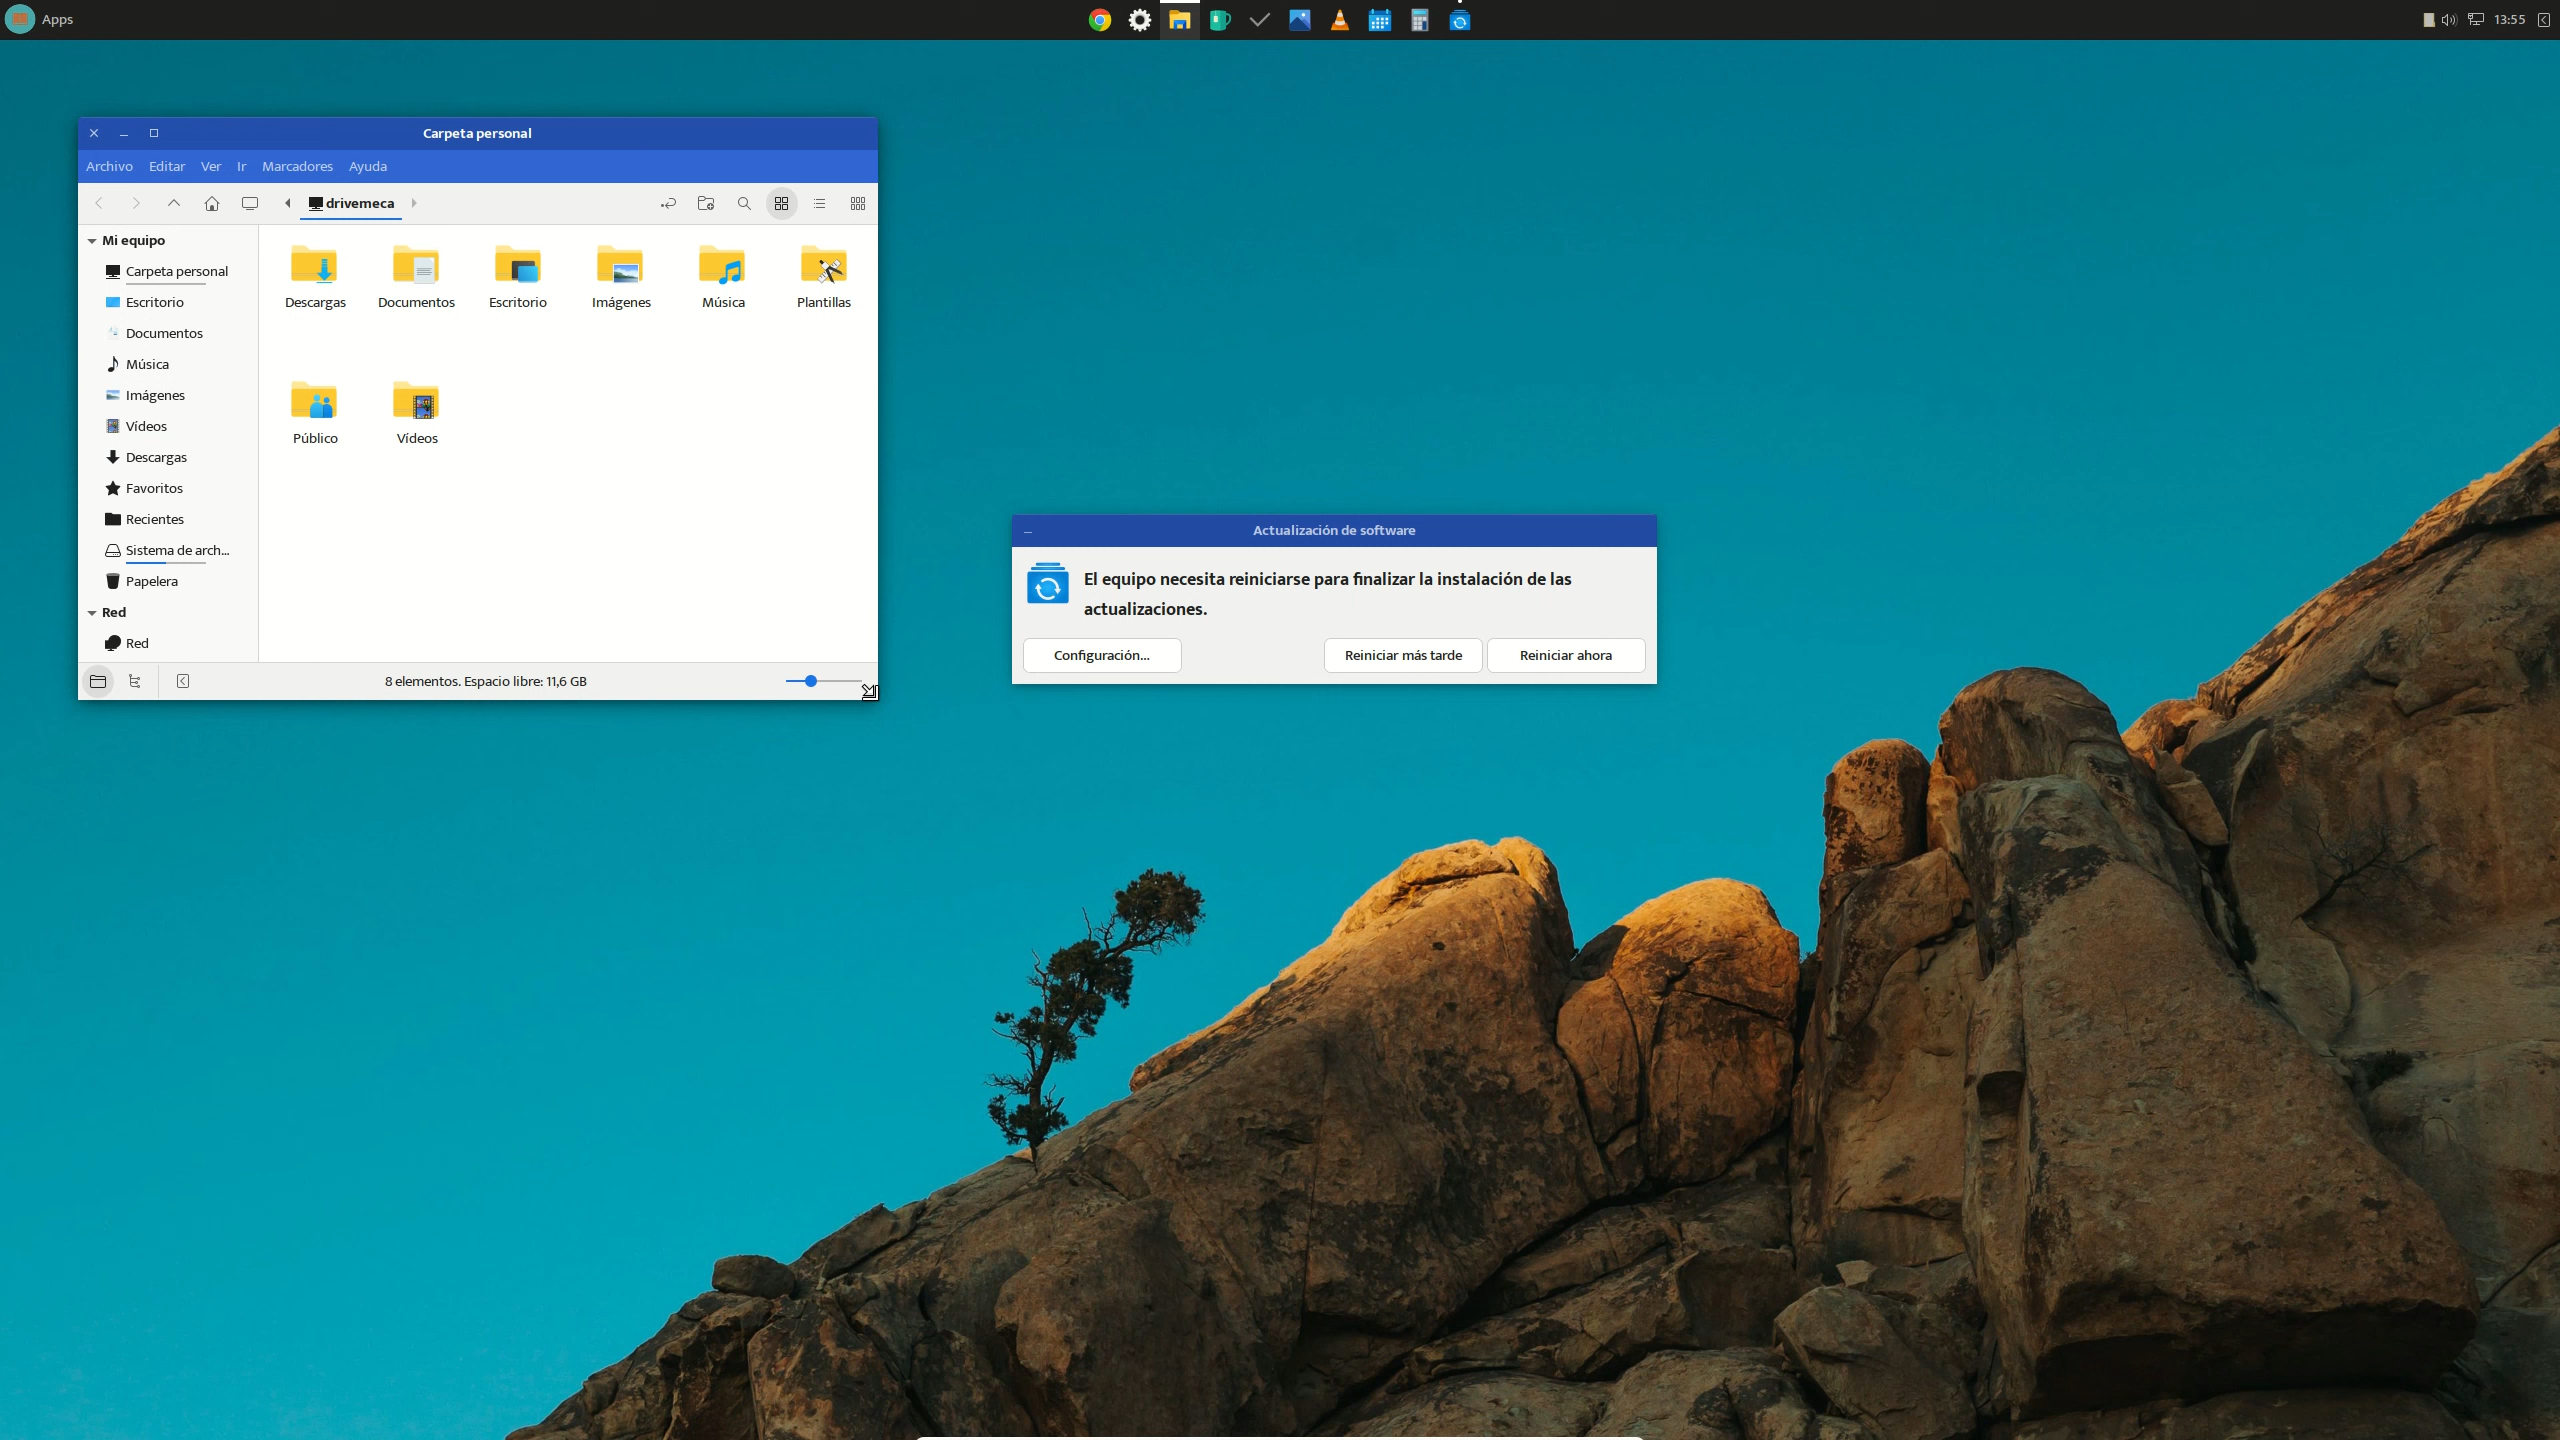 Apps
13:55
Carpeta personal
Archivo Editar Ver Ir Marcadores Ayuda
drivemeca
Mi equipo
Carpeta personal
Escritorio
Documentos
Música
Imágenes
Vídeos
Descargas
Favoritos
Recientes
Sistema de arch...
Papelera
Red
Red
Descargas Documentos Escritorio Imágenes Música Plantillas
Público Vídeos
8 elementos. Espacio libre: 11,6 GB
Actualización de software
El equipo necesita reiniciarse para finalizar la instalación de las
actualizaciones.
Configuración... Reiniciar más tarde Reiniciar ahora